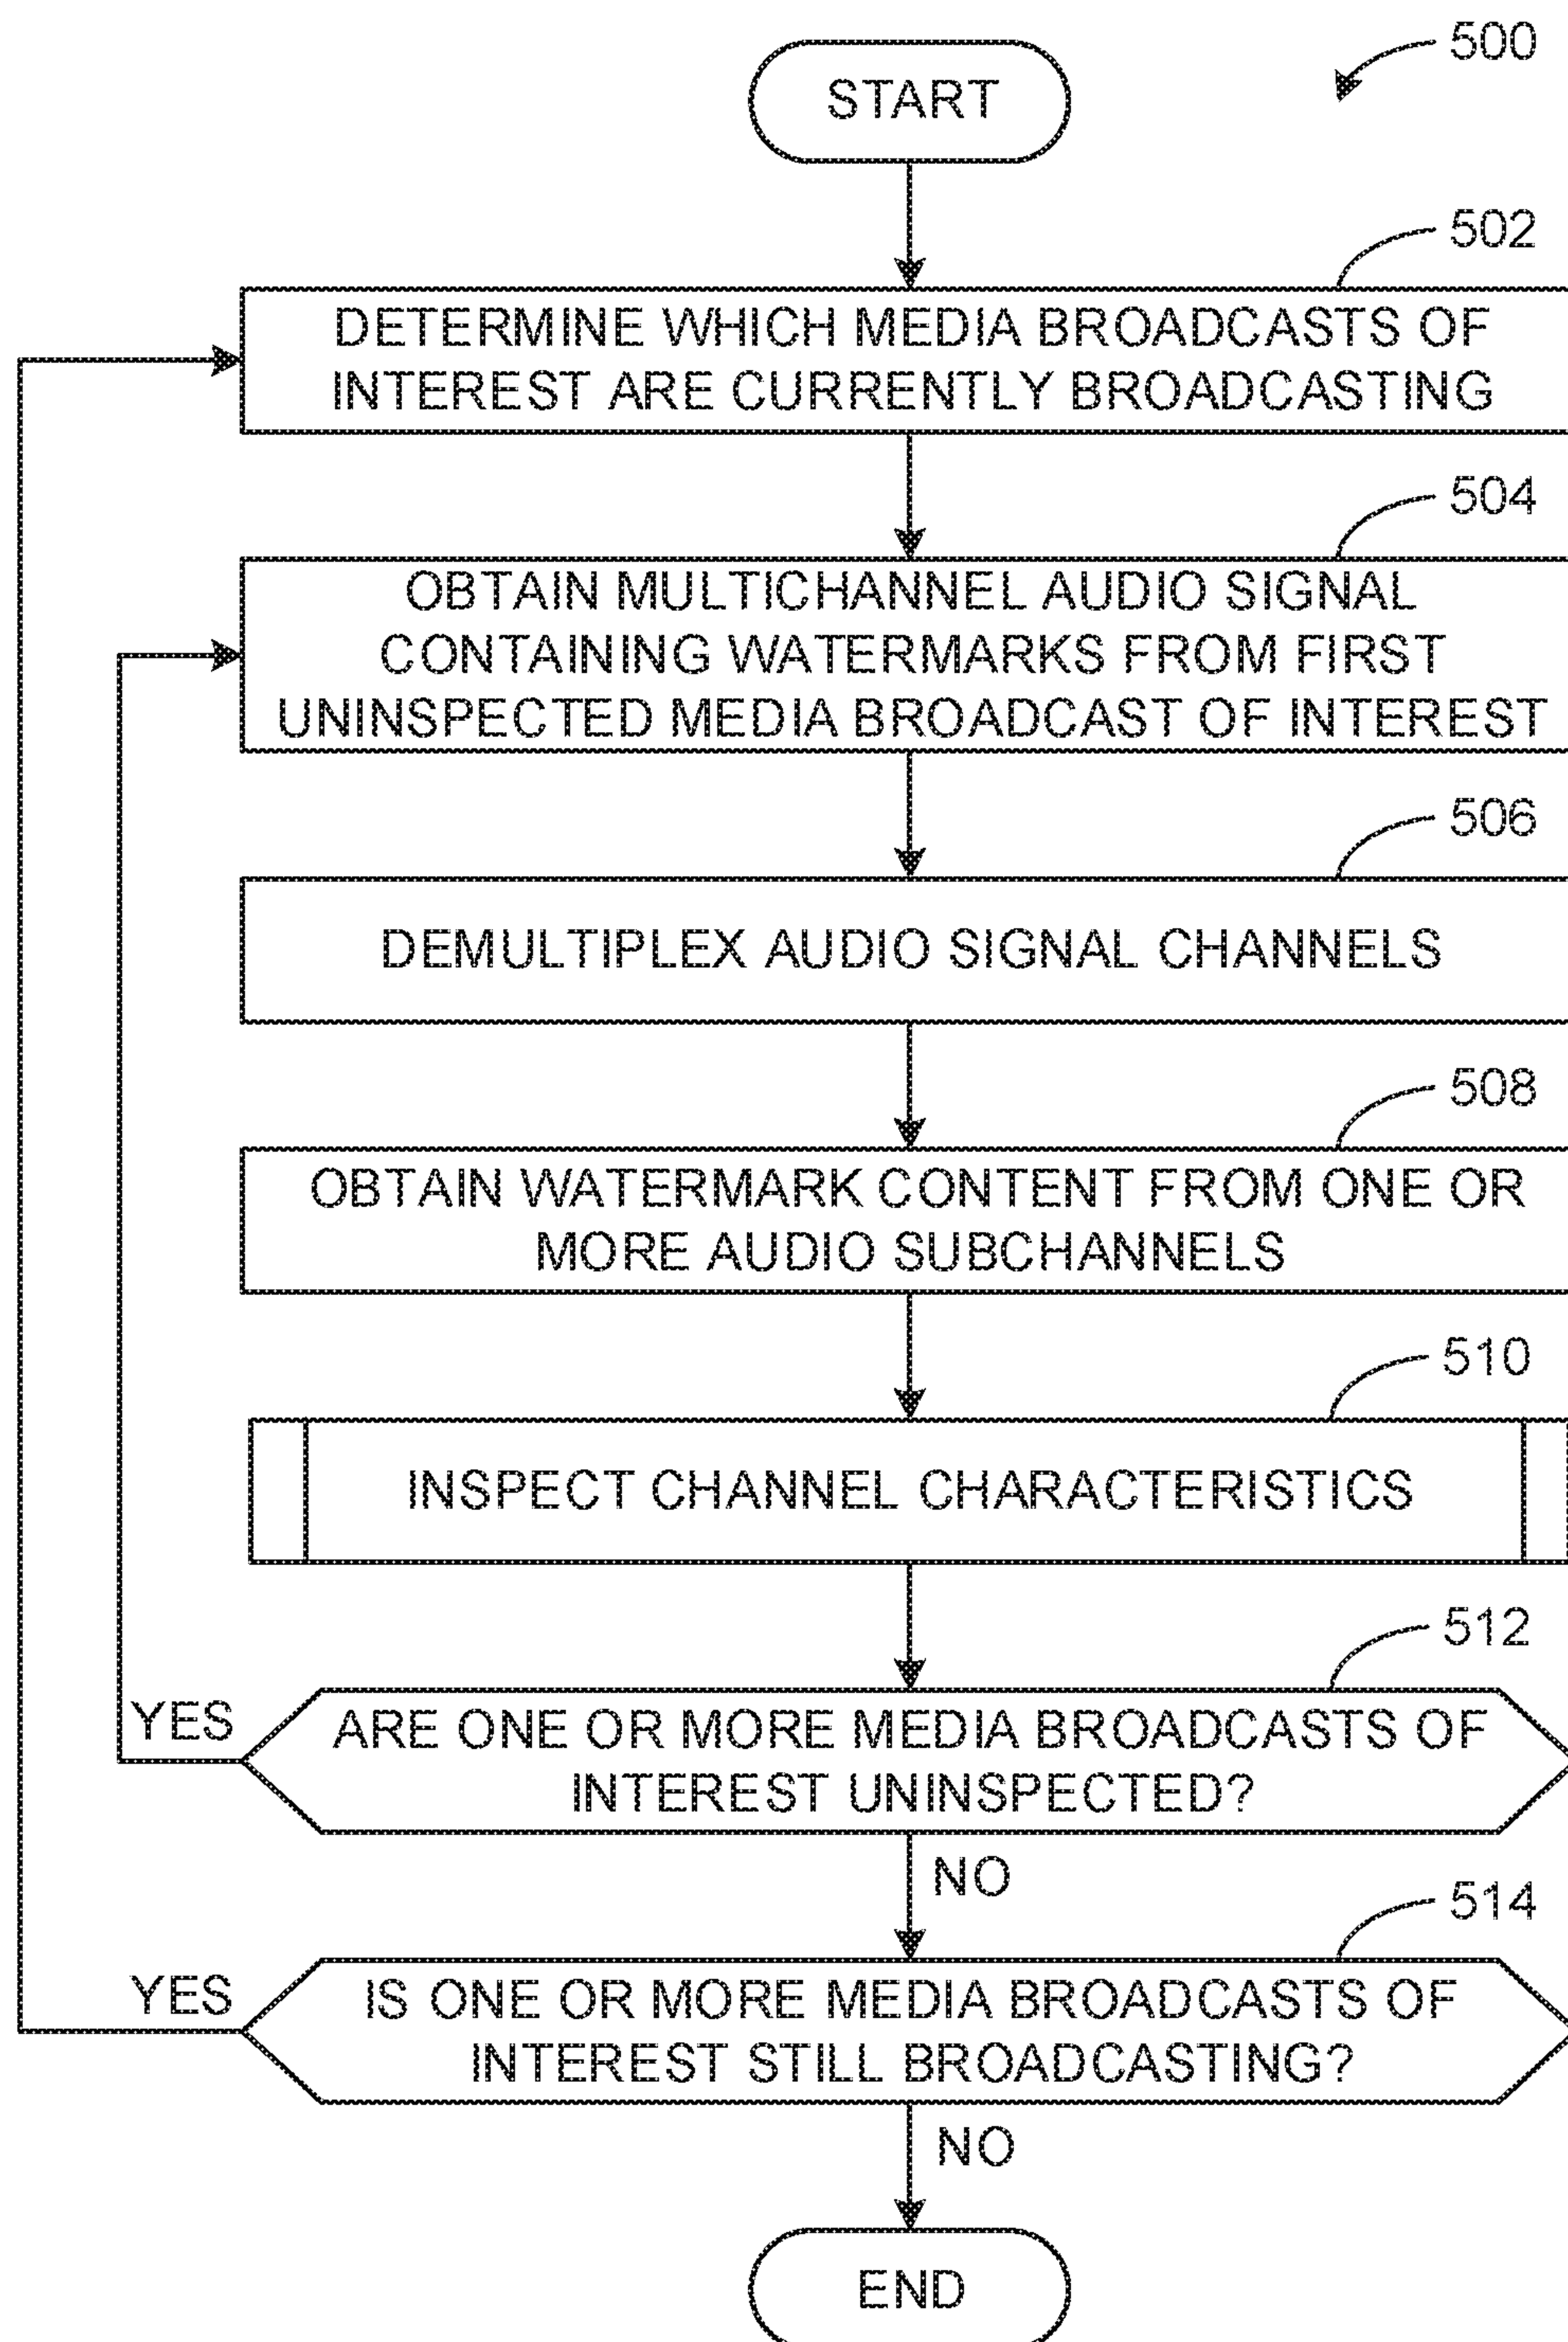 START
500
502
DETERMINE WHICH MEDIA BROADCASTS OF
INTEREST ARE CURRENTLY BROADCASTING
504
OBTAIN MULTICHANNEL AUDIO SIGNAL
CONTAINING WATERMARKS FROM FIRST
UNINSPECTED MEDIA BROADCAST OF INTEREST
506
DEMULTIPLEX AUDIO SIGNAL CHANNELS
508
OBTAIN WATERMARK CONTENT FROM ONE OR
MORE AUDIO SUBCHANNELS
510
INSPECT CHANNEL CHARACTERISTICS
512
YES
ARE ONE OR MORE MEDIA BROADCASTS OF
INTEREST UNINSPECTED?
NO
514
YES
IS ONE OR MORE MEDIA BROADCASTS OF
INTEREST STILL BROADCASTING?
NO
END